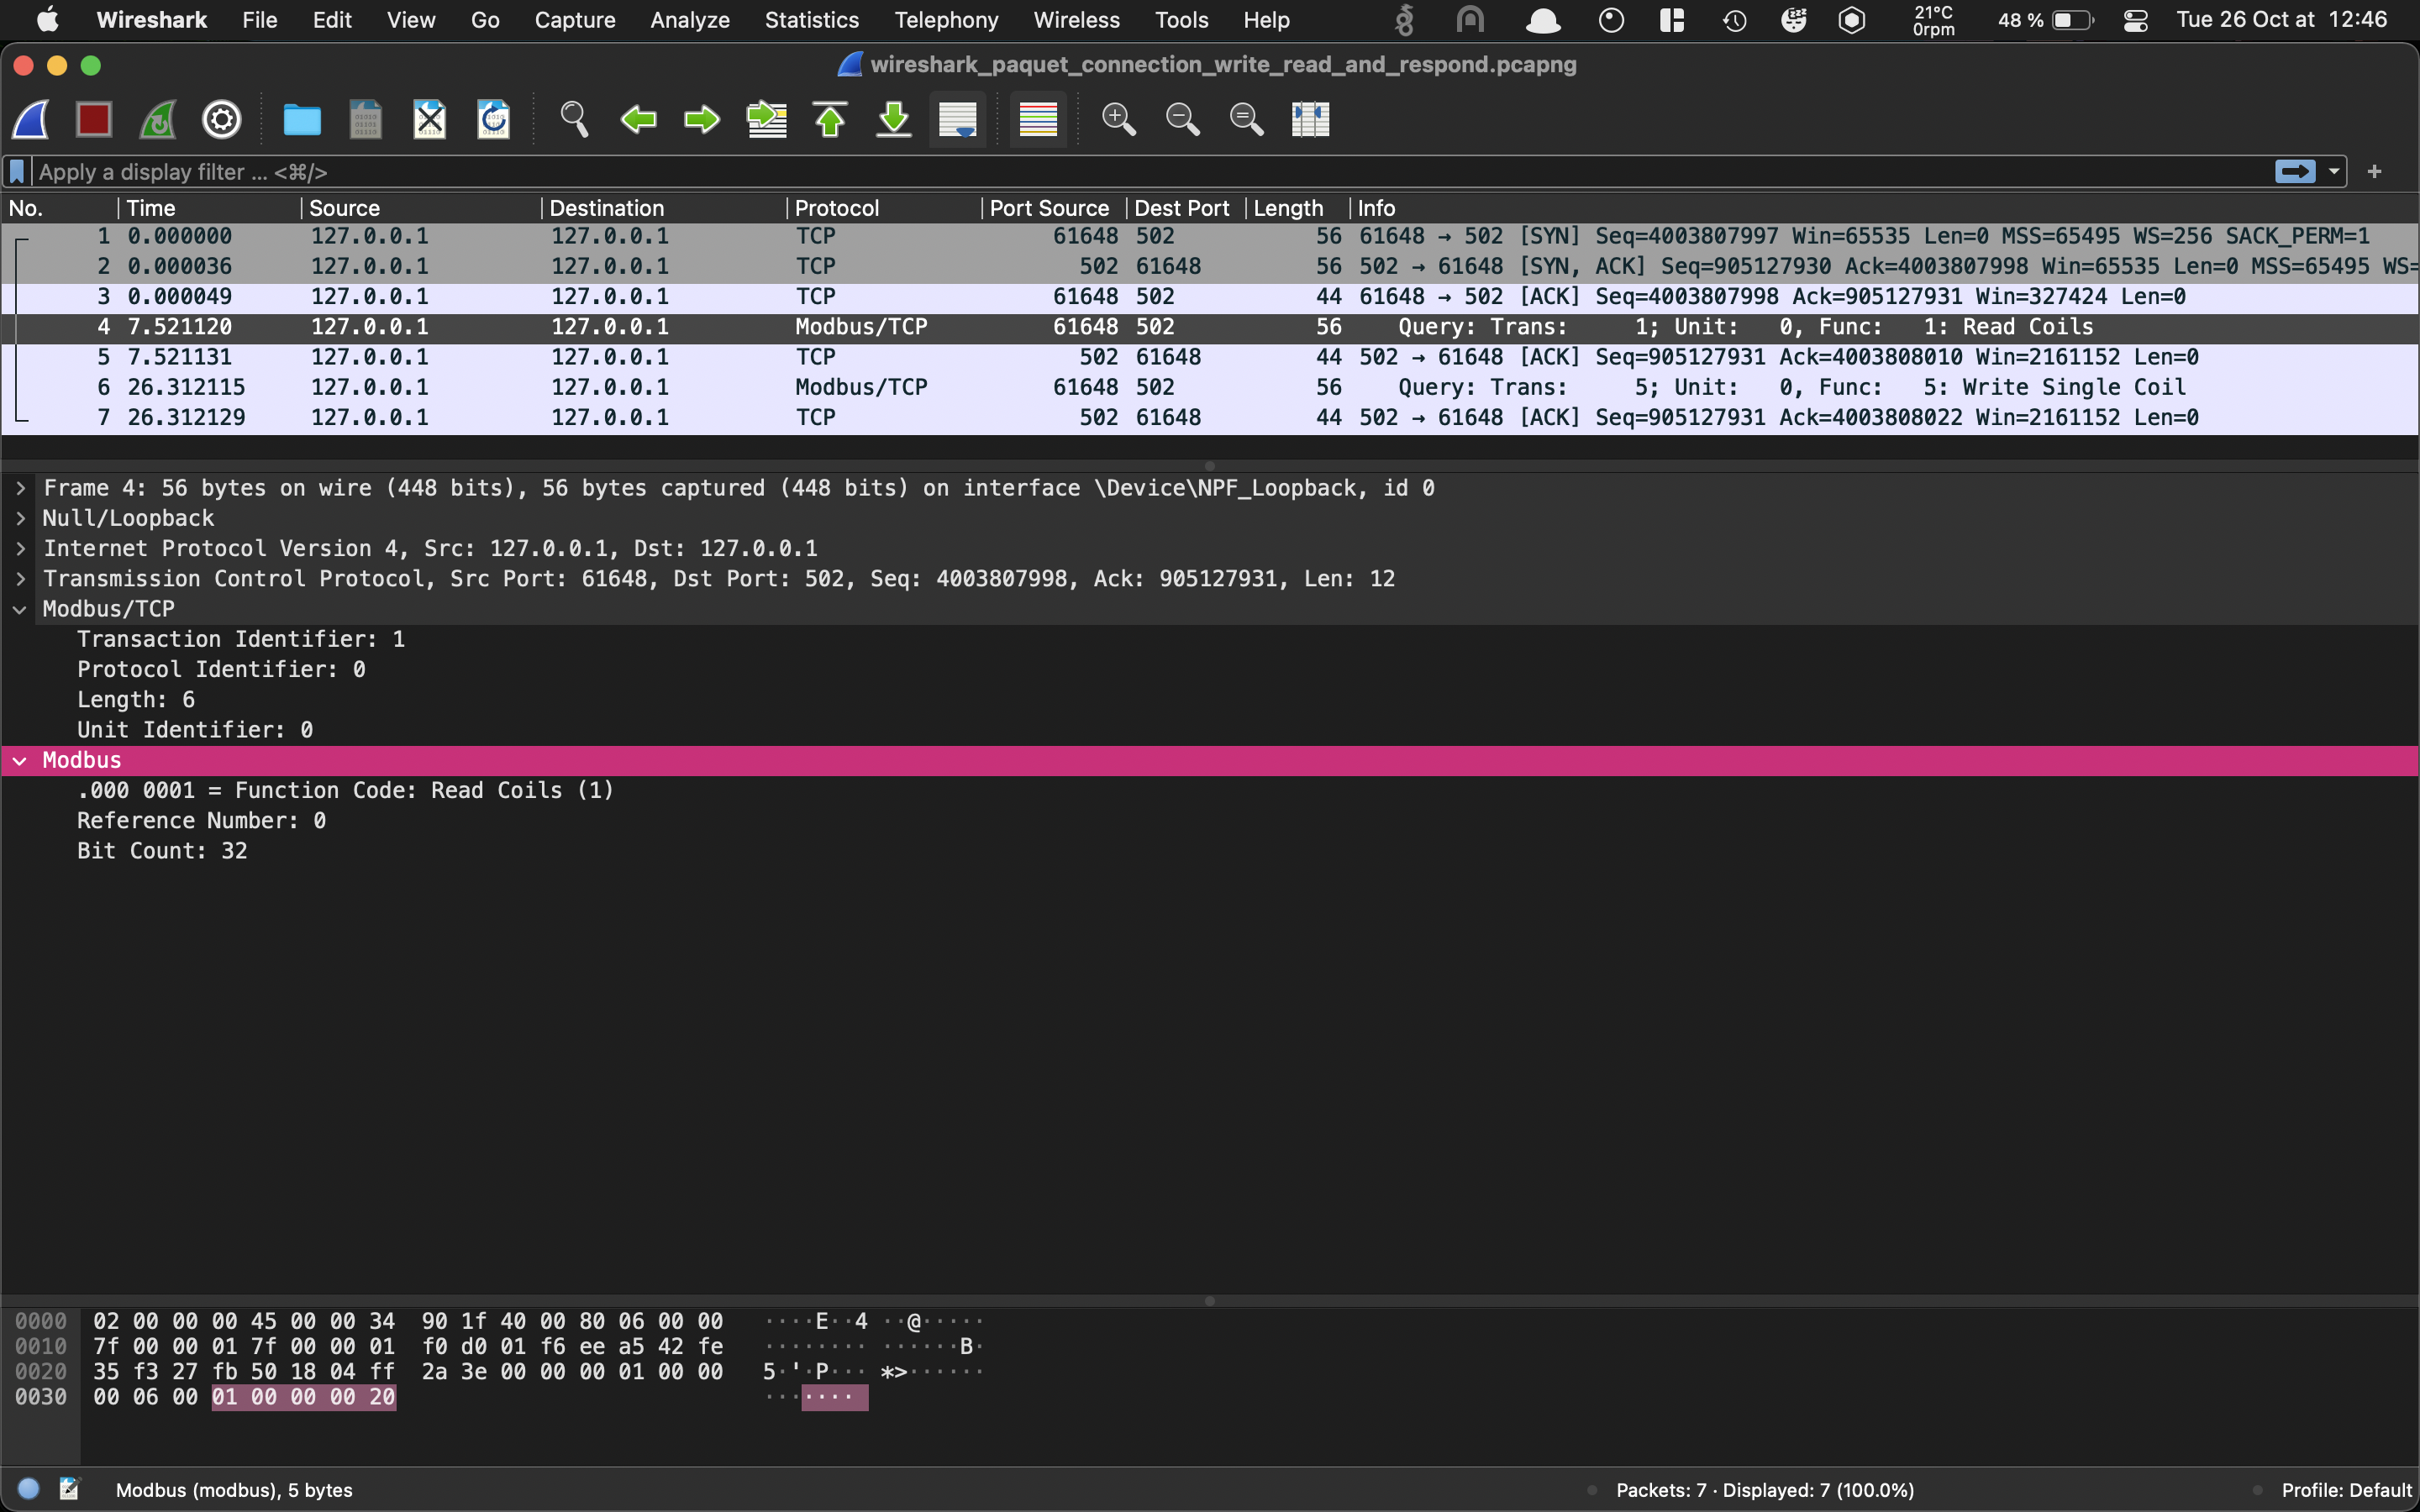 Wireshark File Edit View Go Capture Analyze Statistics Telephony Wireless Tools Help 21°C 0rpm 48 % Tue 26 Oct at 12:46
wireshark_paquet_connection_write_read_and_respond.pcapng
Apply a display filter ... <⌘/>
No. Time Source Destination Protocol Port Source Dest Port Length Info
1 0.000000 127.0.0.1 127.0.0.1 TCP 61648 502 56 61648 → 502 [SYN] Seq=4003807997 Win=65535 Len=0 MSS=65495 WS=256 SACK_PERM=1
2 0.000036 127.0.0.1 127.0.0.1 TCP 502 61648 56 502 → 61648 [SYN, ACK] Seq=905127930 Ack=4003807998 Win=65535 Len=0 MSS=65495 WS=
3 0.000049 127.0.0.1 127.0.0.1 TCP 61648 502 44 61648 → 502 [ACK] Seq=4003807998 Ack=905127931 Win=327424 Len=0
4 7.521120 127.0.0.1 127.0.0.1 Modbus/TCP 61648 502 56 Query: Trans: 1; Unit: 0, Func: 1: Read Coils
5 7.521131 127.0.0.1 127.0.0.1 TCP 502 61648 44 502 → 61648 [ACK] Seq=905127931 Ack=4003808010 Win=2161152 Len=0
6 26.312115 127.0.0.1 127.0.0.1 Modbus/TCP 61648 502 56 Query: Trans: 5; Unit: 0, Func: 5: Write Single Coil
7 26.312129 127.0.0.1 127.0.0.1 TCP 502 61648 44 502 → 61648 [ACK] Seq=905127931 Ack=4003808022 Win=2161152 Len=0
Frame 4: 56 bytes on wire (448 bits), 56 bytes captured (448 bits) on interface \Device\NPF_Loopback, id 0
Null/Loopback
Internet Protocol Version 4, Src: 127.0.0.1, Dst: 127.0.0.1
Transmission Control Protocol, Src Port: 61648, Dst Port: 502, Seq: 4003807998, Ack: 905127931, Len: 12
Modbus/TCP
Transaction Identifier: 1
Protocol Identifier: 0
Length: 6
Unit Identifier: 0
Modbus
.000 0001 = Function Code: Read Coils (1)
Reference Number: 0
Bit Count: 32
0000 02 00 00 00 45 00 00 34 90 1f 40 00 80 06 00 00 ····E··4 ··@·····
0010 7f 00 00 01 7f 00 00 01 f0 d0 01 f6 ee a5 42 fe ········ ······B·
0020 35 f3 27 fb 50 18 04 ff 2a 3e 00 00 00 01 00 00 5·'·P··· *>······
0030 00 06 00 01 00 00 00 20 ·······
Modbus (modbus), 5 bytes Packets: 7 · Displayed: 7 (100.0%) Profile: Default